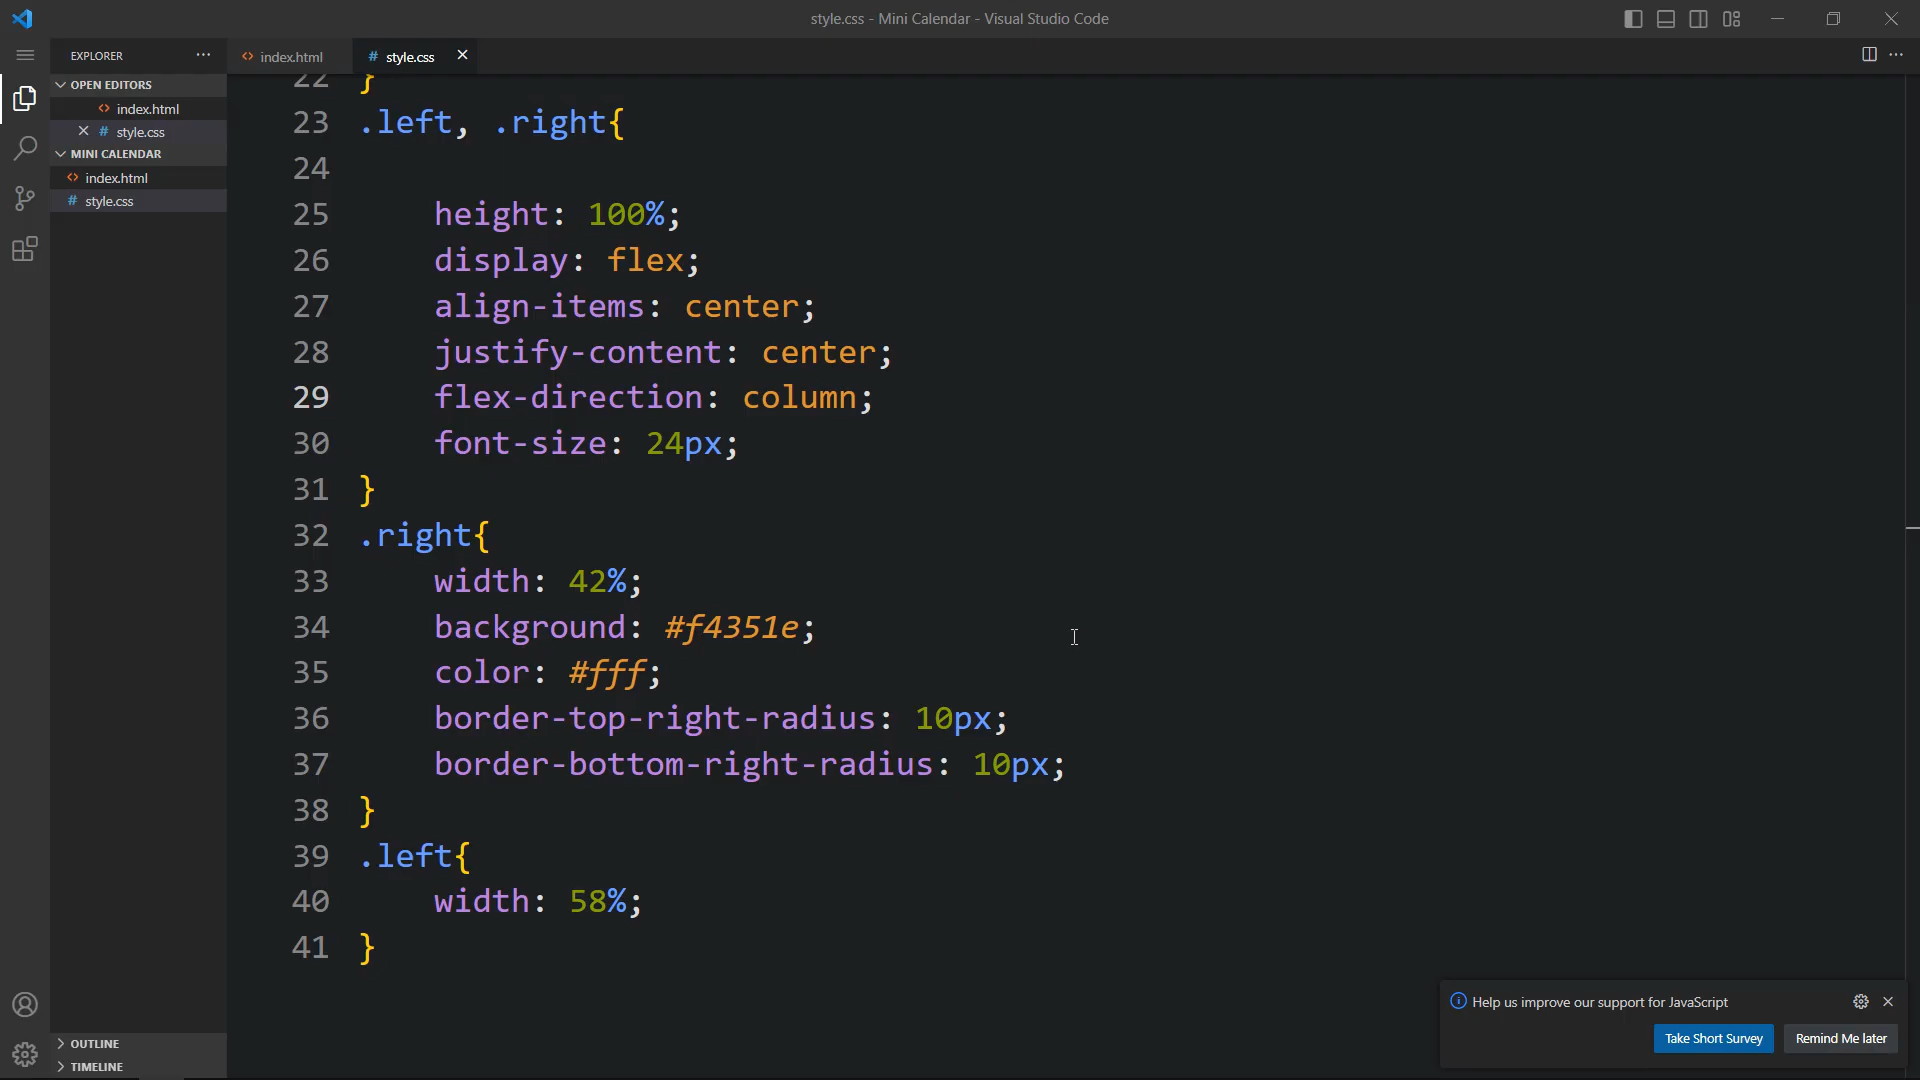 style.css - Mini Calendar - Visual Studio Code
EXPLORER
index.html
style.css
OPEN EDITORS
index.html
style.css
MINI CALENDAR
index.html
style.css
OUTLINE
TIMELINE
22 }
23 .left, .right{
24
25 height: 100%;
26 display: flex;
27 align-items: center;
28 justify-content: center;
29 flex-direction: column;
30 font-size: 24px;
31 }
32 .right{
33 width: 42%;
34 background: #f4351e;
35 color: #fff;
36 border-top-right-radius: 10px;
37 border-bottom-right-radius: 10px;
38 }
39 .left{
40 width: 58%;
41 }
Help us improve our support for JavaScript
Take Short Survey
Remind Me later